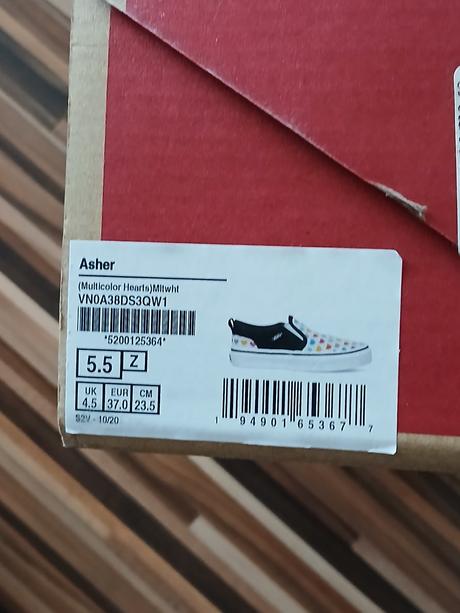 Asher
(Multicolor Hearts)Mltwht
VN0A38DS3QW1
*5200125364*
5.5 Z
UK EUR CM
4.5 37.0 23.5
S2V - 10/20
1 94901 65367 7